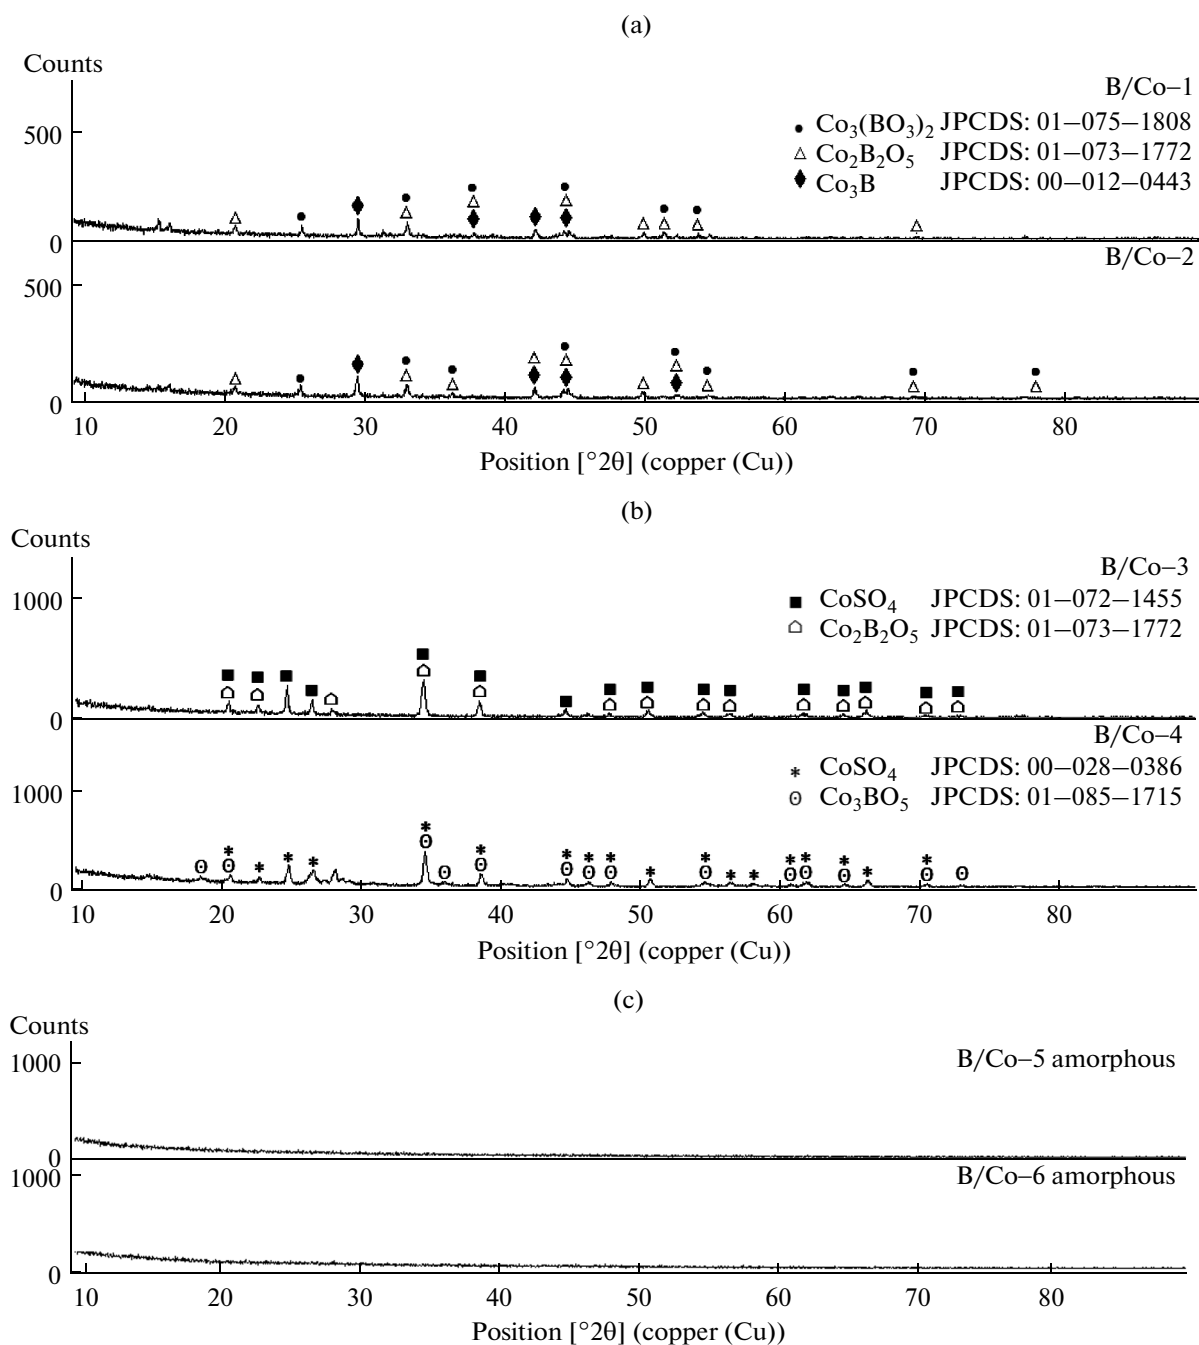 (a)
Counts
B/Co–1
500
● Co₃(BO₃)₂ JPCDS: 01–075–1808
△ Co₂B₂O₅ JPCDS: 01–073–1772
♦ Co₃B JPCDS: 00–012–0443
0
B/Co–2
500
0
10 20 30 40 50 60 70 80
Position [°2θ] (copper (Cu))
(b)
Counts
B/Co–3
1000
■ CoSO₄ JPCDS: 01–072–1455
Co₂B₂O₅ JPCDS: 01–073–1772
0
B/Co–4
* CoSO₄ JPCDS: 00–028–0386
1000
Co₃BO₅ JPCDS: 01–085–1715
0
10 20 30 40 50 60 70 80
Position [°2θ] (copper (Cu))
(c)
Counts
1000
B/Co–5 amorphous
0
1000
B/Co–6 amorphous
0
10 20 30 40 50 60 70 80
Position [°2θ] (copper (Cu))